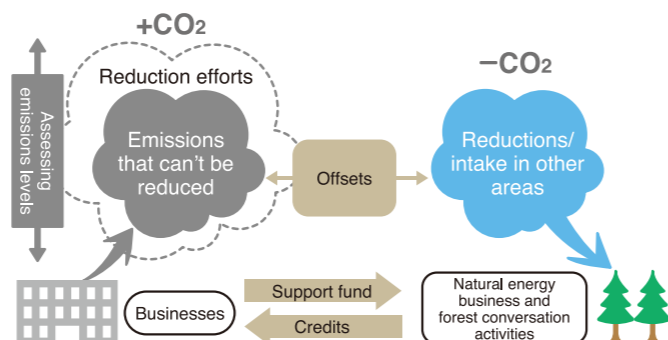 +CO2
Reduction efforts
Assessing
emissions levels
Emissions
that can't be
reduced
Offsets
−CO2
Reductions/
intake in other
areas
Businesses
Support fund
Credits
Natural energy
business and
forest conversation
activities